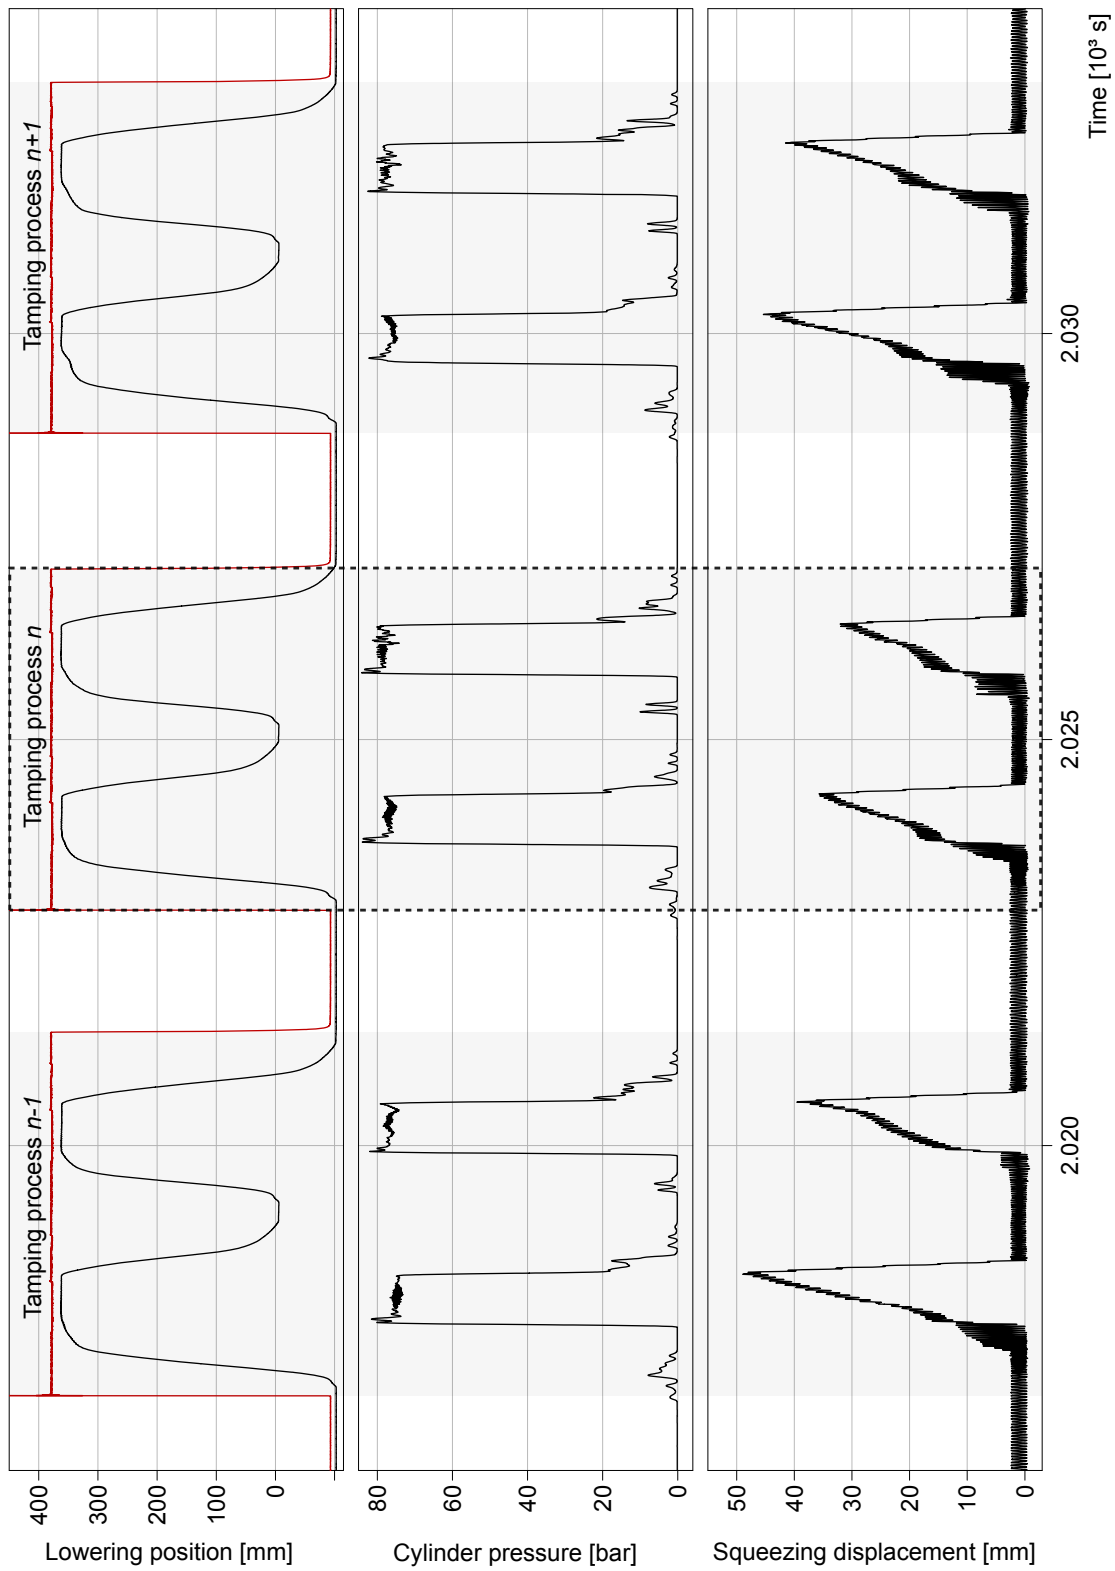 Tamping process n-1
Tamping process n
Tamping process n+1
Lowering position [mm]
400
300
200
100
0
Cylinder pressure [bar]
80
60
40
20
0
Squeezing displacement [mm]
50
40
30
20
10
0
2.020
2.025
2.030
Time [10³ s]